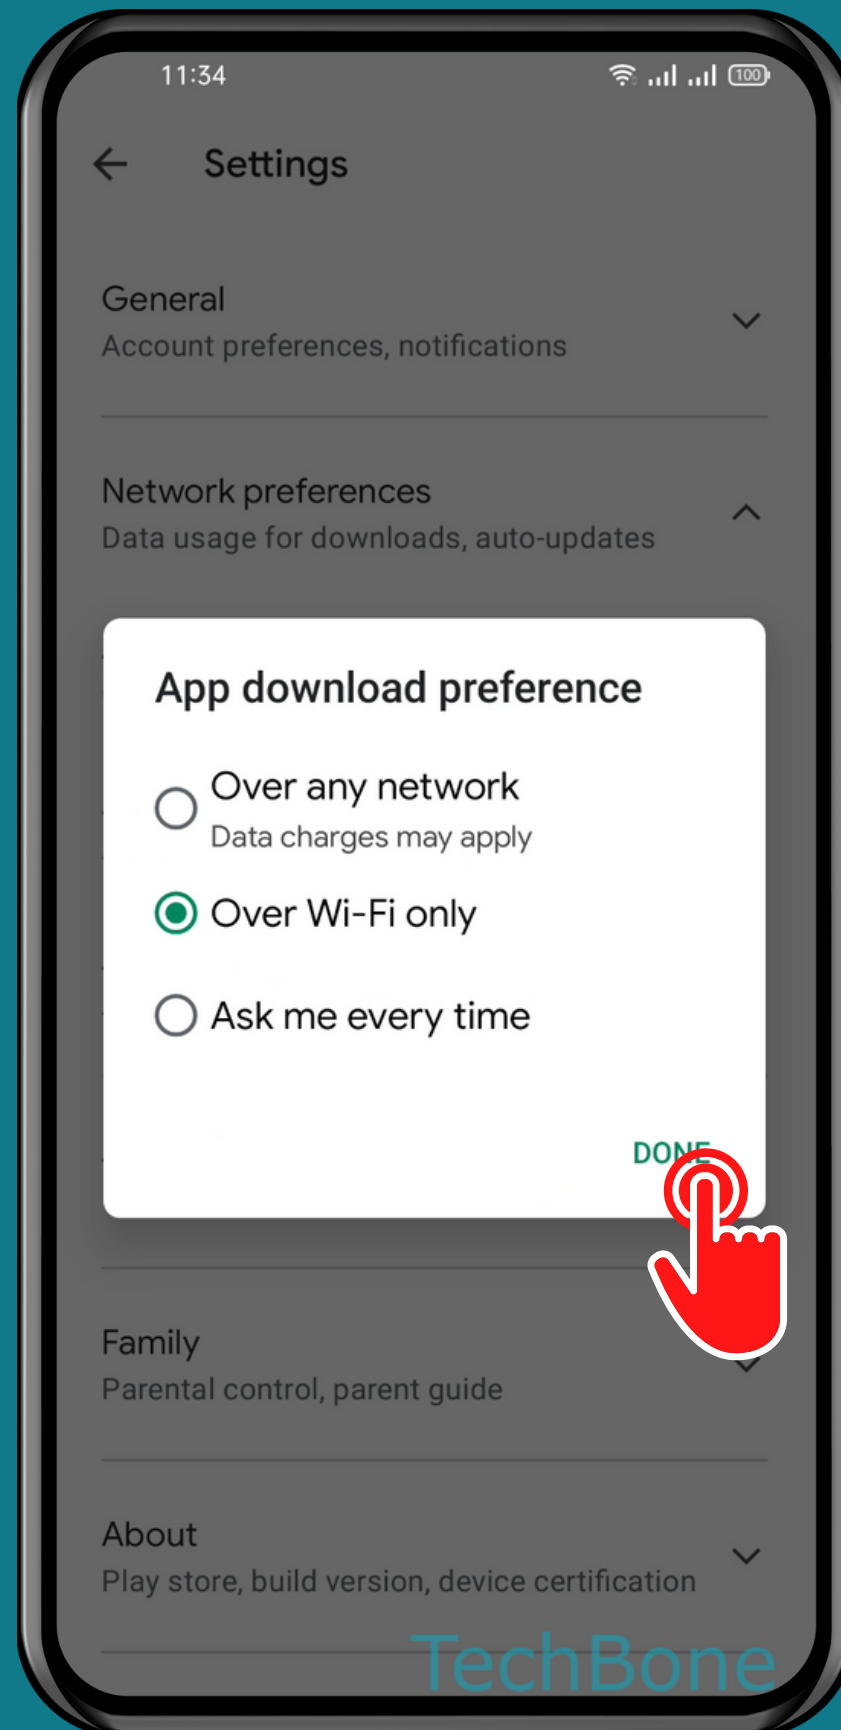 11:34
100
Settings
General
Account preferences, notifications
Network preferences
Data usage for downloads, auto-updates
App download preference
Over any network
Data charges may apply
Over Wi-Fi only
Ask me every time
DONE
Family
Parental control, parent guide
About
Play store, build version, device certification
TechBone